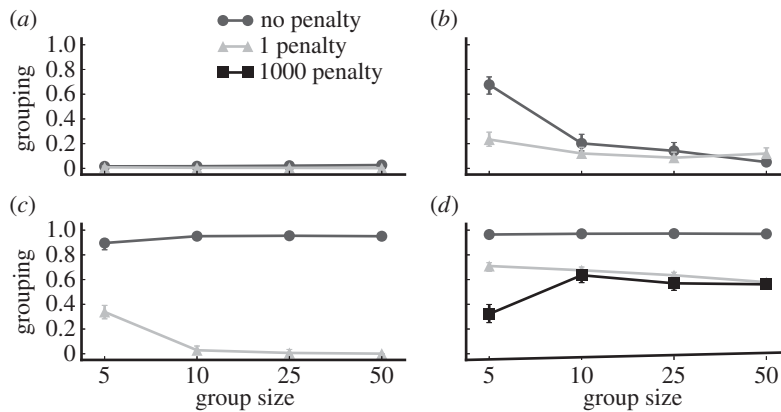 (a)
no penalty
1 penalty
1000 penalty
(b)
1.0
0.8
0.6
0.4
0.2
0
grouping
(c)
(d)
1.0
0.8
0.6
0.4
0.2
0
grouping
5 10 25 50
group size
5 10 25 50
group size